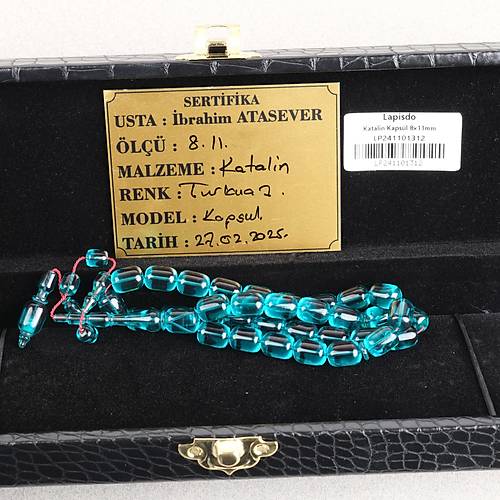 SERTİFİKA
USTA : İbrahim ATASEVER
ÖLÇÜ : 8.11.
MALZEME : Katalin
RENK : Turkuaz.
MODEL : Kapsul.
TARİH : 27.02.2025.
Lapisdo
Katalin Kapsül 8x11mm
LP241101312
LP241101312